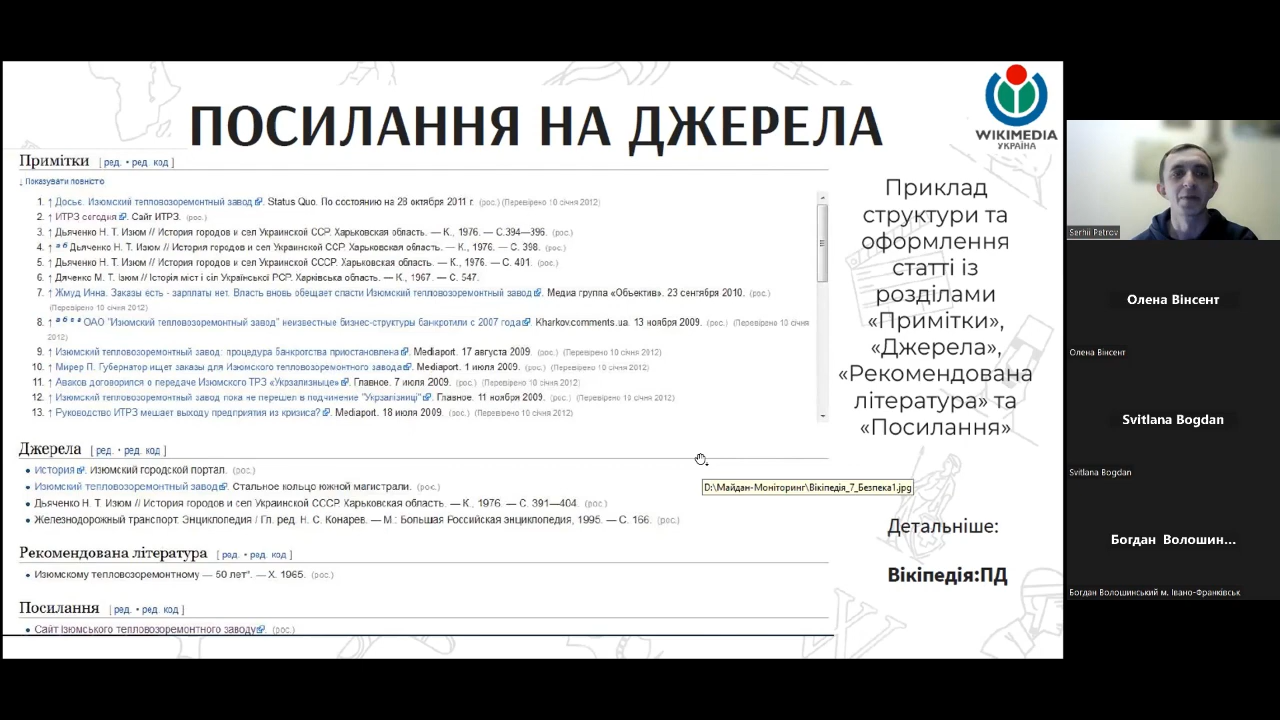 ПОСИЛАННЯ НА ДЖЕРЕЛА
WIKIMEDIA
УКРАЇНА
Примітки [ ред. • ред. код ]
↓ Показувати повністю
1. ↑ Досьє. Изюмский тепловозоремонтный завод. Status Quo. По состоянию на 28 октября 2011 г. (рос.) (Перевірено 10 січня 2012)
2. ↑ ИТРЗ сегодня. Сайт ИТРЗ. (рос.)
3. ↑ Дьяченко Н. Т. Изюм // История городов и сел Украинской ССР. Харьковская область. — К., 1976. — С.394—396. (рос.)
4. ↑ а б Дьяченко Н. Т. Изюм // История городов и сел Украинской ССР. Харьковская область. — К., 1976. — С. 398. (рос.)
5. ↑ Дьяченко Н. Т. Изюм // История городов и сел Украинской ССР. Харьковская область. — К., 1976. — С. 401. (рос.)
6. ↑ Дяченко М. Т. Ізюм // Історія міст і сіл Української РСР. Харківська область. — К., 1967. — С. 547.
7. ↑ Жмуд Инна. Заказы есть - зарплаты нет. Власть вновь обещает спасти Изюмский тепловозоремонтный завод. Медиа группа «Объектив». 23 сентября 2010. (рос.)
(Перевірено 10 січня 2012)
8. ↑ а б в г ОАО "Изюмский тепловозоремонтный завод" неизвестные бизнес-структуры банкротили с 2007 года. Kharkov.comments.ua. 13 ноября 2009. (рос.) (Перевірено 10 січня
2012)
9. ↑ Изюмский тепловозоремонтный завод: процедура банкротства приостановлена. Mediaport. 17 августа 2009. (рос.) (Перевірено 10 січня 2012)
10. ↑ Мирер П. Губернатор ищет заказы для Изюмского тепловозоремонтного завода. Mediaport. 1 июля 2009. (рос.) (Перевірено 10 січня 2012)
11. ↑ Аваков договорился о передаче Изюмского ТРЗ «Укрзализныце». Главное. 7 июля 2009. (рос.) (Перевірено 10 січня 2012)
12. ↑ Изюмский тепловозоремонтный завод пока не перешел в подчинение "Укрзалізниці". Главное. 11 ноября 2009. (рос.) (Перевірено 10 січня 2012)
13. ↑ Руководство ИТРЗ мешает выходу предприятия из кризиса?. Mediaport. 18 июля 2009. (рос.) (Перевірено 10 січня 2012)
Джерела [ ред. • ред. код ]
• История. Изюмский городской портал. (рос.)
• Изюмский тепловозоремонтный завод. Стальное кольцо южной магистрали. (рос.)
• Дьяченко Н. Т. Изюм // История городов и сел Украинской СССР. Харьковская область. — К., 1976. — С. 391—404. (рос.)
• Железнодорожный транспорт. Энциклопедия / Гл. ред. Н. С. Конарев. — М.: Большая Российская энциклопедия, 1995. — С. 166. (рос.)
Рекомендована література [ ред. • ред. код ]
• Изюмскому тепловозоремонтному — 50 лет". — Х. 1965. (рос.)
Посилання [ ред. • ред. код ]
• Сайт Ізюмського тепловозоремонтного заводу. (рос.)
Приклад
структури та
оформлення
статті із
розділами
«Примітки»,
«Джерела»,
«Рекомендована
література» та
«Посилання»
D:\Майдан-Моніторинг\Вікіпедія_7_Безпека1.jpg
Детальніше:
Вікіпедія:ПД
Serhii Petrov
Олена Вінсент
Олена Вінсент
Svitlana Bogdan
Svitlana Bogdan
Богдан Волошин...
Богдан Волошинський м. Івано-Франківськ